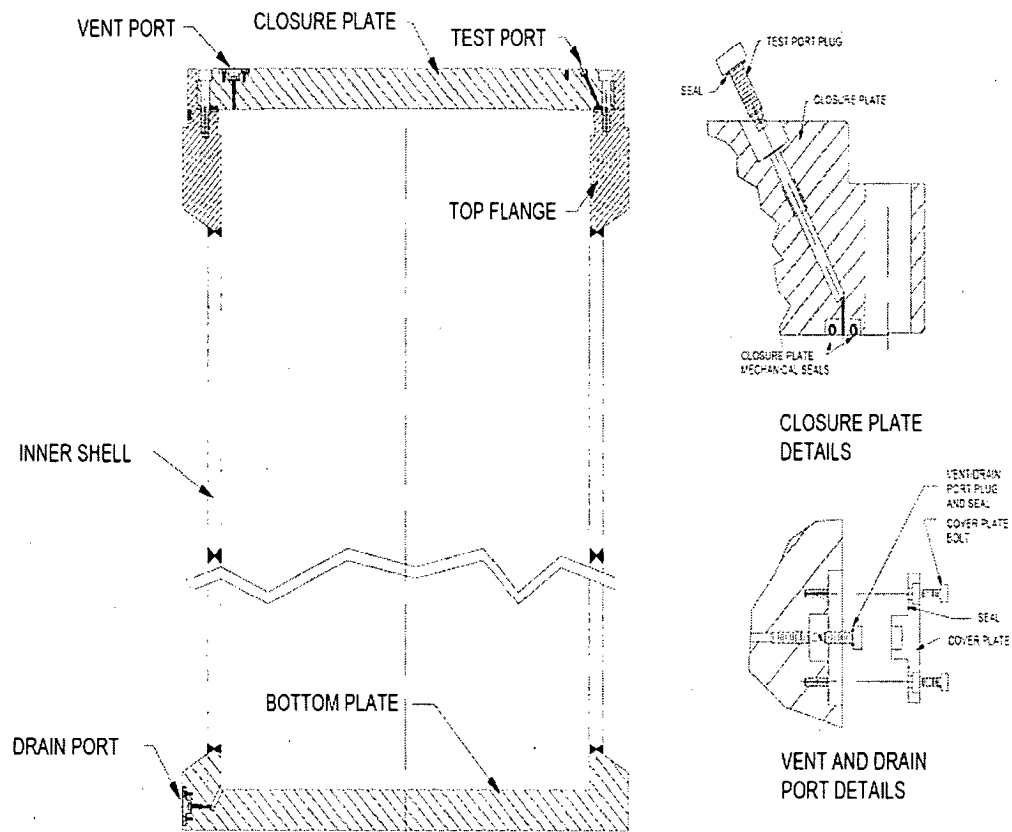 VENT PORT
CLOSURE PLATE
TEST PORT
TOP FLANGE
INNER SHELL
BOTTOM PLATE
DRAIN PORT
TEST PORT PLUG
SEAL
CLOSURE PLATE
CLOSURE PLATE
MECHANICAL SEALS
CLOSURE PLATE
DETAILS
VENT/DRAIN
PORT PLUG
AND SEAL
COVER PLATE
BOLT
SEAL
COVER PLATE
VENT AND DRAIN
PORT DETAILS